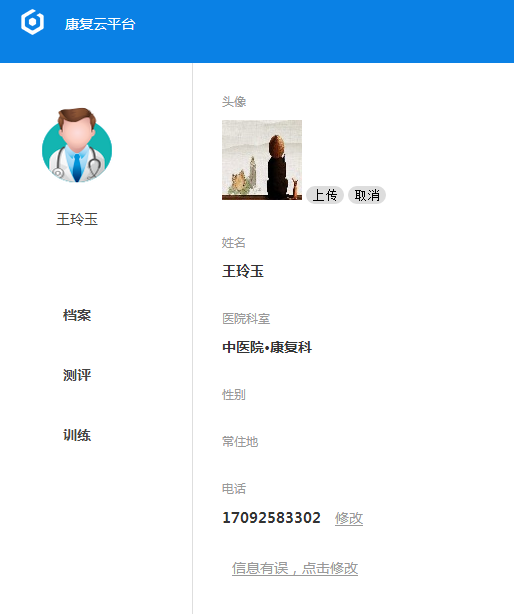 康复云平台
王玲玉
档案
测评
训练
头像
上传 取消
姓名
王玲玉
医院科室
中医院·康复科
性别
常住地
电话
17092583302 修改
信息有误，点击修改